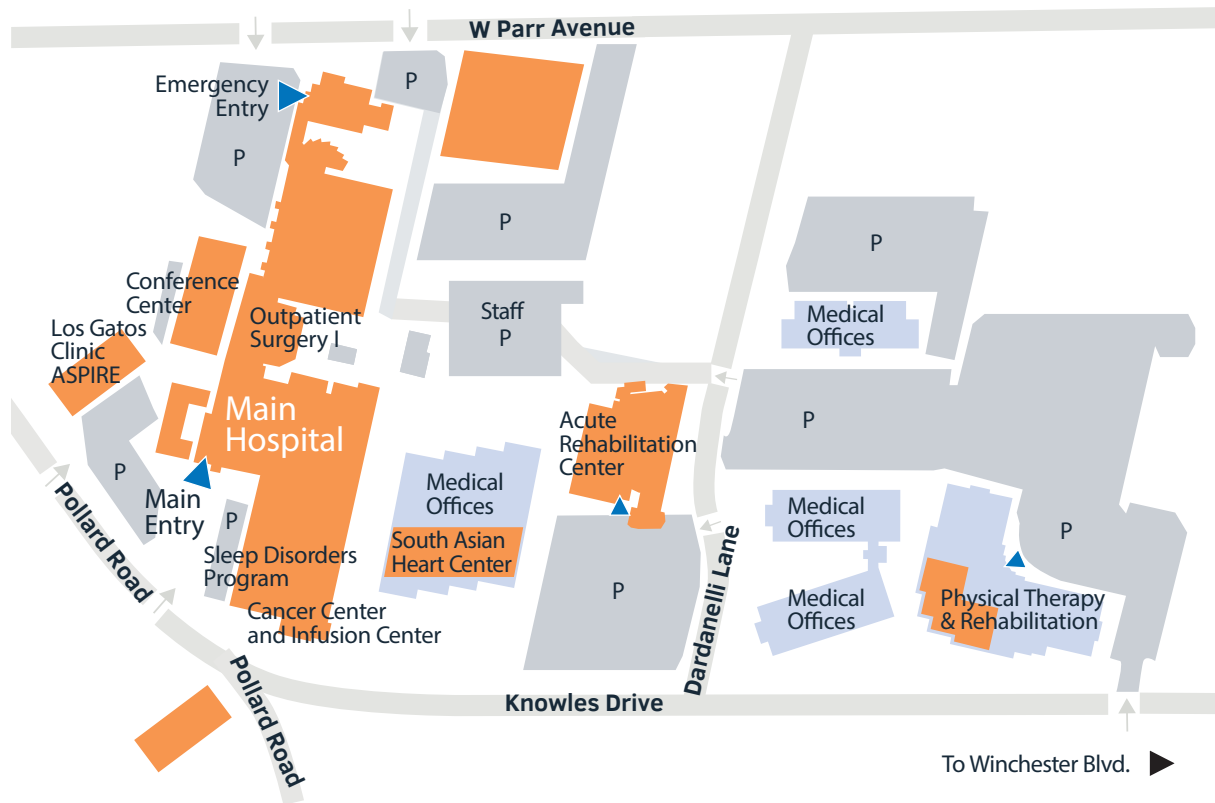 W Parr Avenue
Emergency
Entry
P
P
P
P
Conference
Center
Los Gatos
Clinic
ASPIRE
Outpatient
Surgery I
Staff
P
Medical
Offices
Main
Hospital
Acute
Rehabilitation
Center
P
P
Main
Entry
Pollard Road
P
Sleep Disorders
Program
Cancer Center
and Infusion Center
Medical
Offices
South Asian
Heart Center
P
Dardanelli Lane
Medical
Offices
Medical
Offices
P
Physical Therapy
& Rehabilitation
Pollard Road
Knowles Drive
To Winchester Blvd.